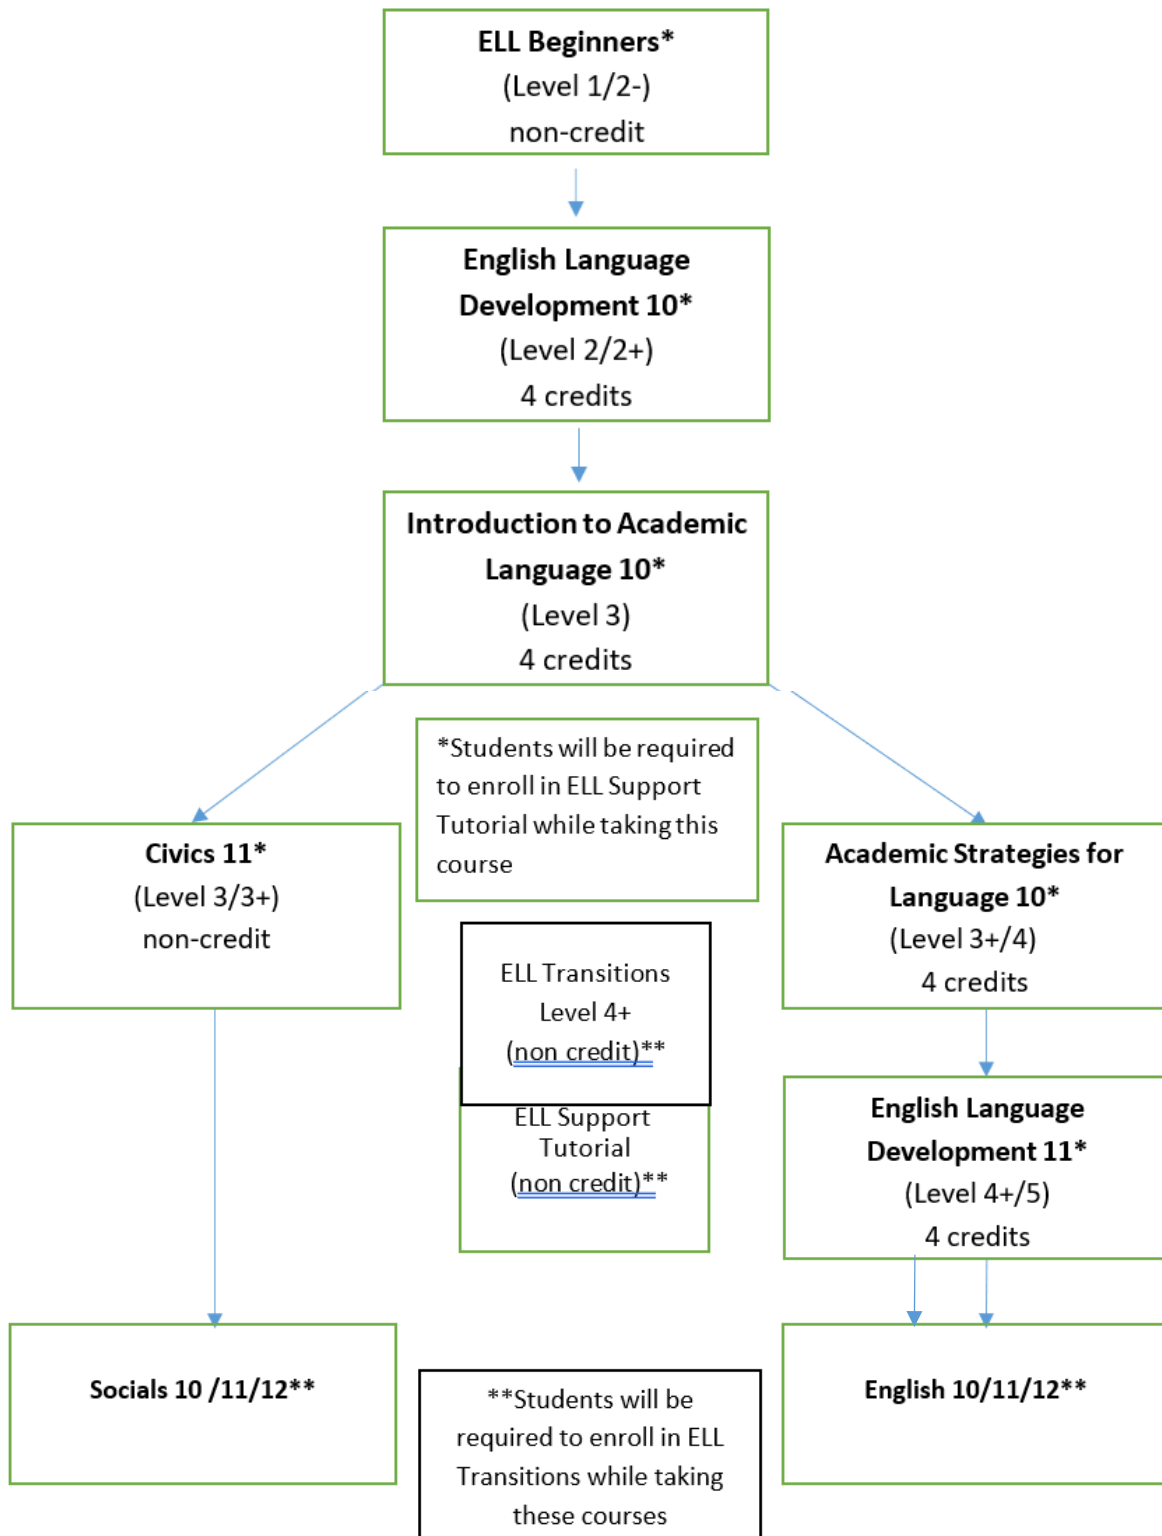 ELL Beginners*
(Level 1/2-)
non-credit
English Language
Development 10*
(Level 2/2+)
4 credits
Introduction to Academic
Language 10*
(Level 3)
4 credits
*Students will be required
to enroll in ELL Support
Tutorial while taking this
course
Civics 11*
(Level 3/3+)
non-credit
Academic Strategies for
Language 10*
(Level 3+/4)
4 credits
ELL Transitions
Level 4+
(non credit)**
ELL Support
Tutorial
(non credit)**
English Language
Development 11*
(Level 4+/5)
4 credits
Socials 10 /11/12**
**Students will be
required to enroll in ELL
Transitions while taking
these courses
English 10/11/12**